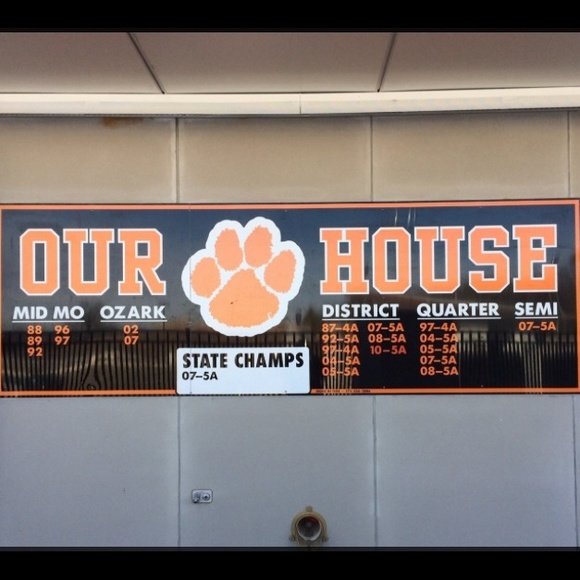 OUR HOUSE
MID MO
88 96
89 97
92
OZARK
02
07
STATE CHAMPS
07-5A
DISTRICT
87-4A 07-5A
92-5A 08-5A
97-4A 10-5A
04-5A
05-5A
QUARTER
97-4A
04-5A
05-5A
07-5A
08-5A
SEMI
07-5A